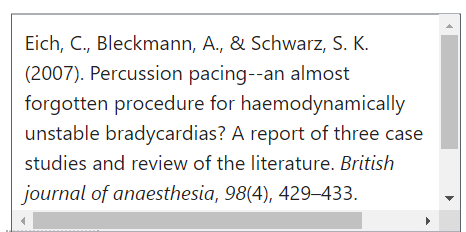 Eich, C., Bleckmann, A., & Schwarz, S. K.
(2007). Percussion pacing--an almost
forgotten procedure for haemodynamically
unstable bradycardias? A report of three case
studies and review of the literature. British
journal of anaesthesia, 98(4), 429–433.